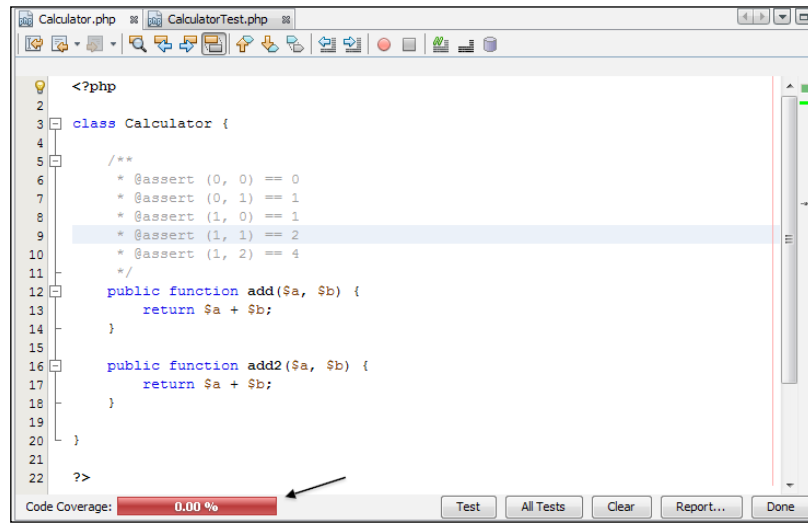 Calculator.php CalculatorTest.php
1 <?php
2
3 class Calculator {
4
5 /**
6 * @assert (0, 0) == 0
7 * @assert (0, 1) == 1
8 * @assert (1, 0) == 1
9 * @assert (1, 1) == 2
10 * @assert (1, 2) == 4
11 */
12 public function add($a, $b) {
13 return $a + $b;
14 }
15
16 public function add2($a, $b) {
17 return $a + $b;
18 }
19
20 }
21
22 ?>
Code Coverage: 0.00 % Test All Tests Clear Report... Done